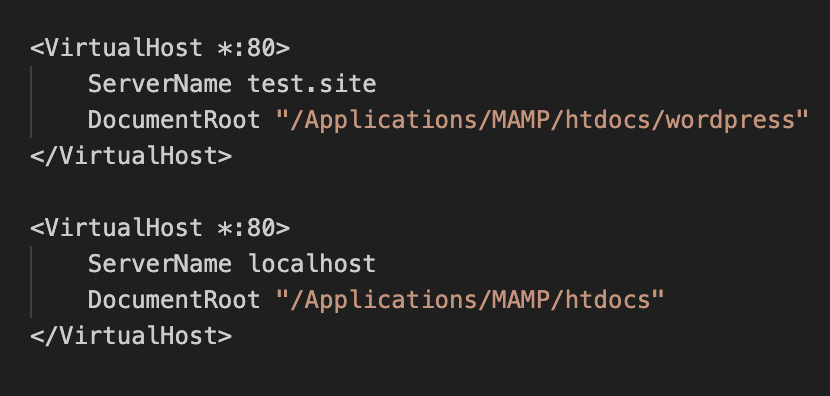 <VirtualHost *:80>
    ServerName test.site
    DocumentRoot "/Applications/MAMP/htdocs/wordpress"
</VirtualHost>

<VirtualHost *:80>
    ServerName localhost
    DocumentRoot "/Applications/MAMP/htdocs"
</VirtualHost>